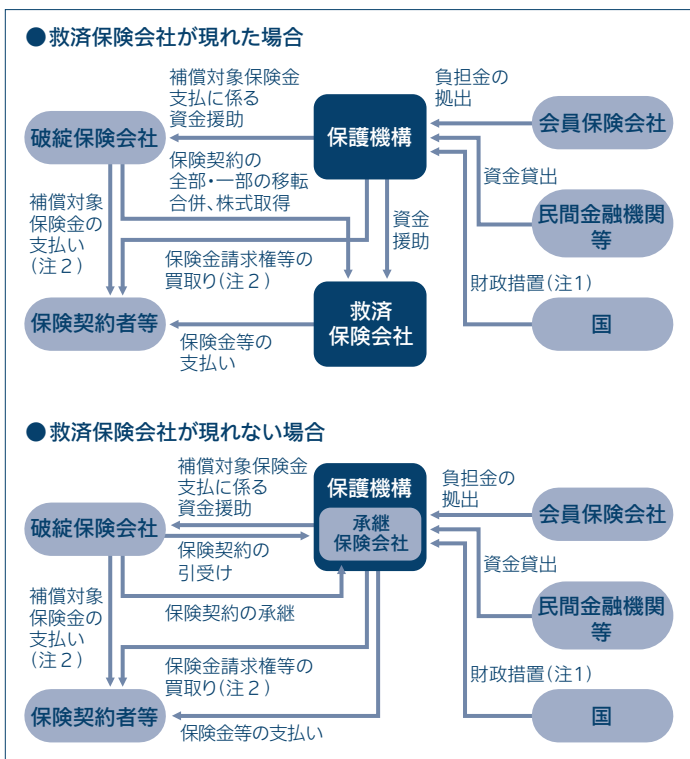 ●救済保険会社が現れた場合
補償対象保険金
支払に係る
資金援助
負担金の
拠出
破綻保険会社
保護機構
会員保険会社
保険契約の
全部・一部の移転
合併、株式取得
資金貸出
補償対象
保険金の
支払い
(注２)
資金
援助
民間金融機関
等
保険金請求権等の
買取り(注２)
財政措置(注1)
保険契約者等
救済
保険会社
国
保険金等の
支払い
●救済保険会社が現れない場合
補償対象保険金
支払に係る
資金援助
保護機構
負担金の
拠出
破綻保険会社
承継
保険会社
会員保険会社
保険契約の
引受け
資金貸出
補償対象
保険金の
支払い
(注２)
保険契約の承継
民間金融機関
等
保険金請求権等の
買取り(注２)
財政措置(注1)
保険契約者等
国
保険金等の支払い